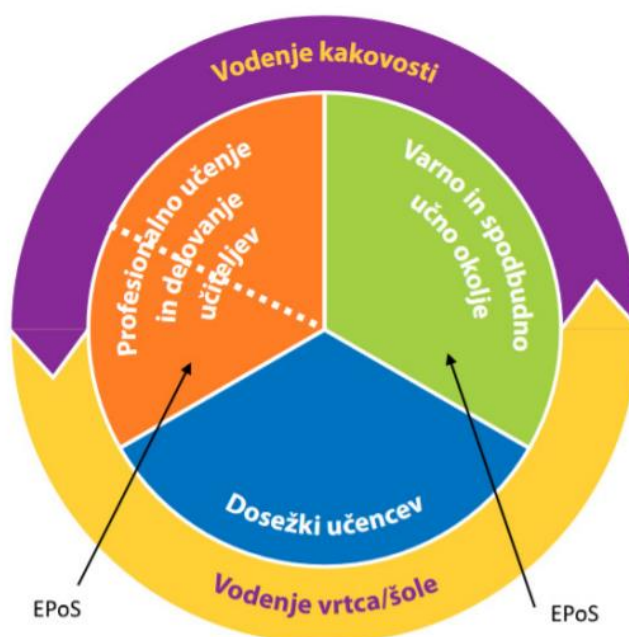 Vodenje kakovosti
Profesionalno učenje
in delovanje
učiteljev
Varno in spodbudno
učno okolje
Dosežki učencev
Vodenje vrtca/šole
EPoS
EPoS